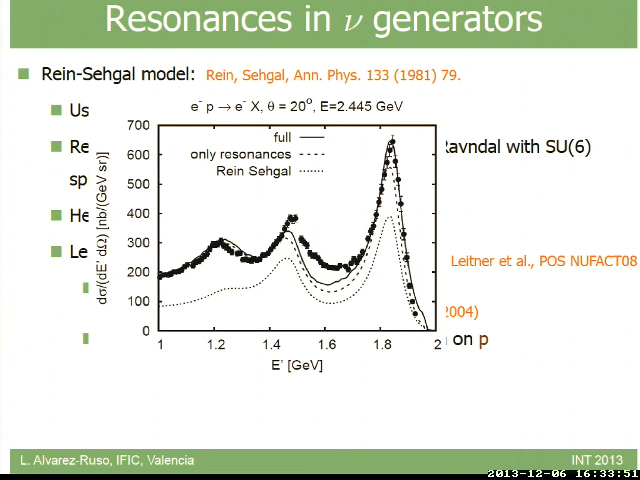 Resonances in ν generators
Rein-Sehgal model: Rein, Sehgal, Ann. Phys. 133 (1981) 79.
Us
Re
Ravndal with SU(6)
sp
He
Le
Leitner et al., POS NUFACT08
2004)
on p
e⁻ p → e⁻ X, θ = 20°, E=2.445 GeV
full
only resonances
Rein Sehgal
dσ/(dE' dΩ) [nb/(GeV sr)]
700
600
500
400
300
200
100
0
1 1.2 1.4 1.6 1.8 2
E' [GeV]
L. Alvarez-Ruso, IFIC, Valencia
INT 2013
2013-12-06 16:33:51